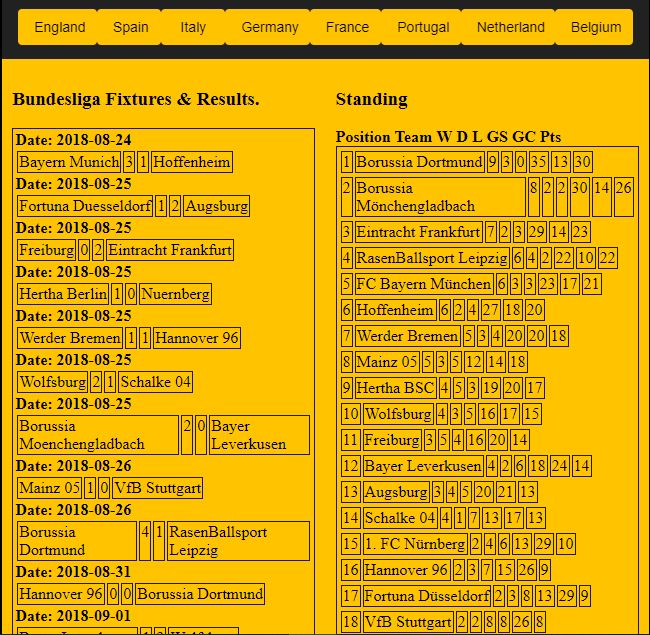 England Spain Italy Germany France Portugal Netherland Belgium
Bundesliga Fixtures & Results.
Date: 2018-08-24
Bayern Munich 3 1 Hoffenheim
Date: 2018-08-25
Fortuna Duesseldorf 1 2 Augsburg
Date: 2018-08-25
Freiburg 0 2 Eintracht Frankfurt
Date: 2018-08-25
Hertha Berlin 1 0 Nuernberg
Date: 2018-08-25
Werder Bremen 1 1 Hannover 96
Date: 2018-08-25
Wolfsburg 2 1 Schalke 04
Date: 2018-08-25
Borussia Moenchengladbach 2 0 Bayer Leverkusen
Date: 2018-08-26
Mainz 05 1 0 VfB Stuttgart
Date: 2018-08-26
Borussia Dortmund 4 1 RasenBallsport Leipzig
Date: 2018-08-31
Hannover 96 0 0 Borussia Dortmund
Date: 2018-09-01
Standing
Position Team W D L GS GC Pts
1 Borussia Dortmund 9 3 0 35 13 30
2 Borussia Mönchengladbach 8 2 2 30 14 26
3 Eintracht Frankfurt 7 2 3 29 14 23
4 RasenBallsport Leipzig 6 4 2 22 10 22
5 FC Bayern München 6 3 3 23 17 21
6 Hoffenheim 6 2 4 27 18 20
7 Werder Bremen 5 3 4 20 20 18
8 Mainz 05 5 3 5 12 14 18
9 Hertha BSC 4 5 3 19 20 17
10 Wolfsburg 4 3 5 16 17 15
11 Freiburg 3 5 4 16 20 14
12 Bayer Leverkusen 4 2 6 18 24 14
13 Augsburg 3 4 5 20 21 13
14 Schalke 04 4 1 7 13 17 13
15 1. FC Nürnberg 2 4 6 13 29 10
16 Hannover 96 2 3 7 15 26 9
17 Fortuna Düsseldorf 2 3 8 13 29 9
18 VfB Stuttgart 2 2 8 8 26 8